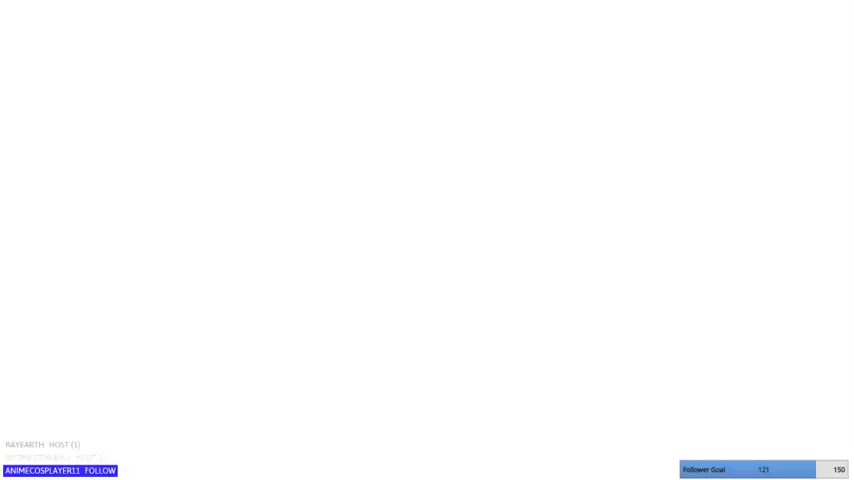 RAYEARTH HOST (1)
ANIMECOSPLAYER11 FOLLOW
Follower Goal 121 150